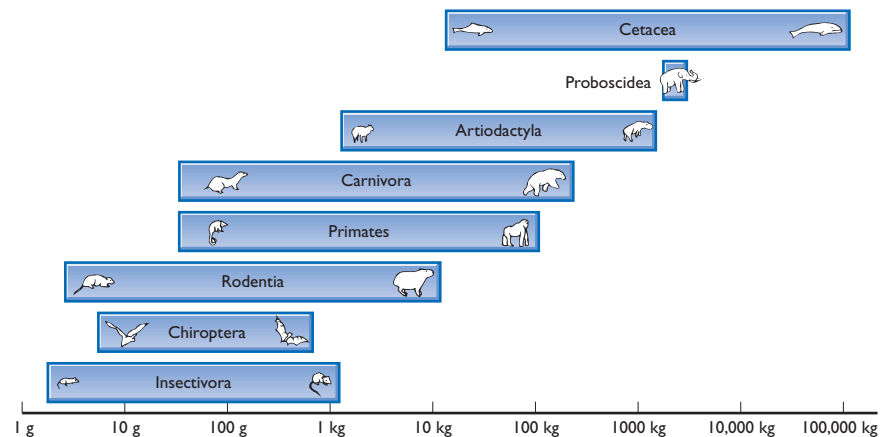 Cetacea
Proboscidea
Artiodactyla
Carnivora
Primates
Rodentia
Chiroptera
Insectivora
1 g 10 g 100 g 1 kg 10 kg 100 kg 1000 kg 10,000 kg 100,000 kg